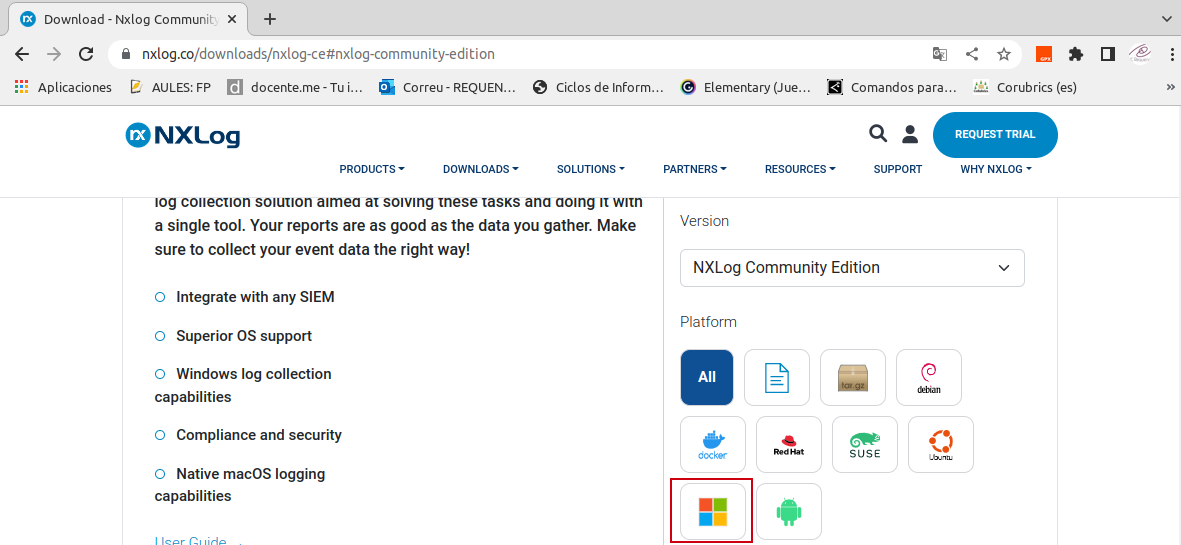 Download - Nxlog Community
nxlog.co/downloads/nxlog-ce#nxlog-community-edition
GFX
Aplicaciones
AULES: FP
d
docente.me - Tu i...
Correu - REQUEN...
Ciclos de Inform...
Elementary (Jue...
Comandos para...
Corubrics (es)
»
rx NXLog
REQUEST TRIAL
PRODUCTS
DOWNLOADS
SOLUTIONS
PARTNERS
RESOURCES
SUPPORT
WHY NXLOG
log collection solution aimed at solving these tasks and doing it with
a single tool. Your reports are as good as the data you gather. Make
sure to collect your event data the right way!
Integrate with any SIEM
Superior OS support
Windows log collection
capabilities
Compliance and security
Native macOS logging
capabilities
User Guide
Version
NXLog Community Edition
Platform
All
tar.gz
debian
docker
Red Hat
SUSE
Ubuntu